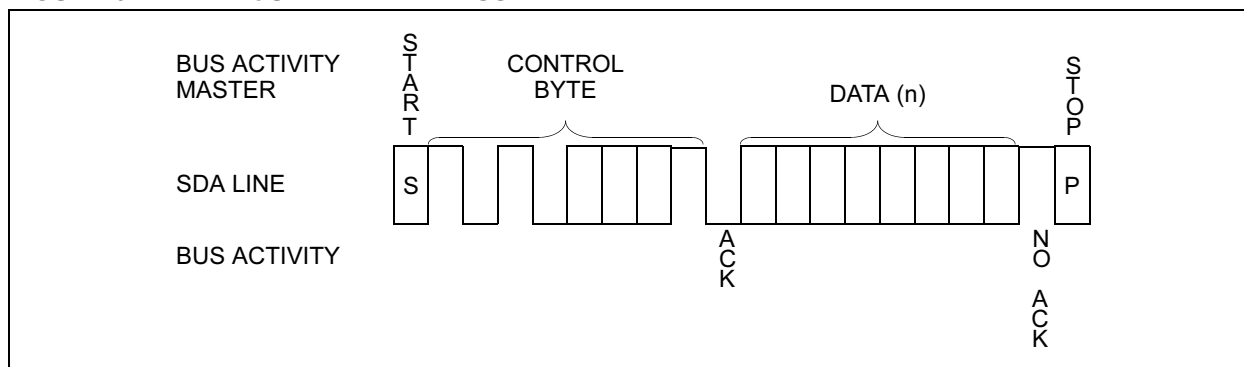 BUS ACTIVITY
MASTER
START
CONTROL
BYTE
DATA (n)
STOP
SDA LINE
S
P
BUS ACTIVITY
ACK
NO ACK